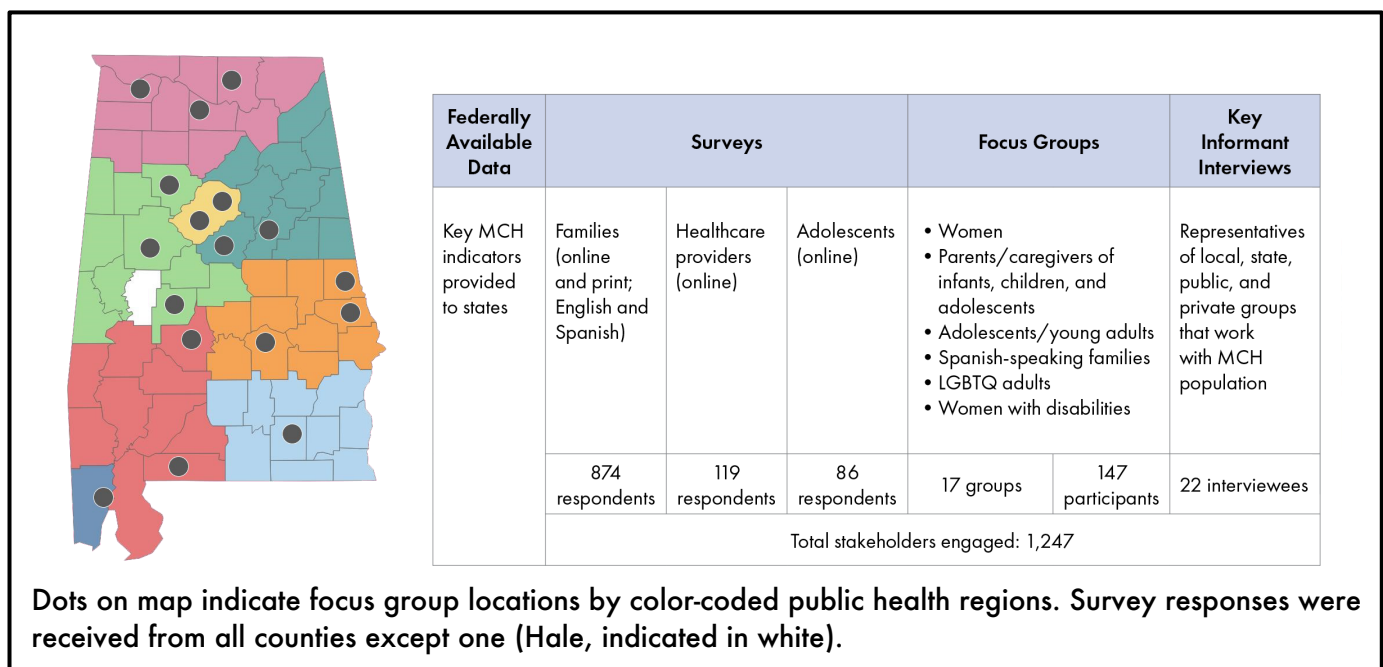 Federally
Available
Data
Surveys
Focus Groups
Key
Informant
Interviews
Key MCH
indicators
provided
to states
Families
(online
and print;
English and
Spanish)
Healthcare
providers
(online)
Adolescents
(online)
• Women
• Parents/caregivers of
infants, children, and
adolescents
• Adolescents/young adults
• Spanish-speaking families
• LGBTQ adults
• Women with disabilities
Representatives
of local, state,
public, and
private groups
that work
with MCH
population
874
respondents
119
respondents
86
respondents
17 groups
147
participants
22 interviewees
Total stakeholders engaged: 1,247
Dots on map indicate focus group locations by color-coded public health regions. Survey responses were
received from all counties except one (Hale, indicated in white).